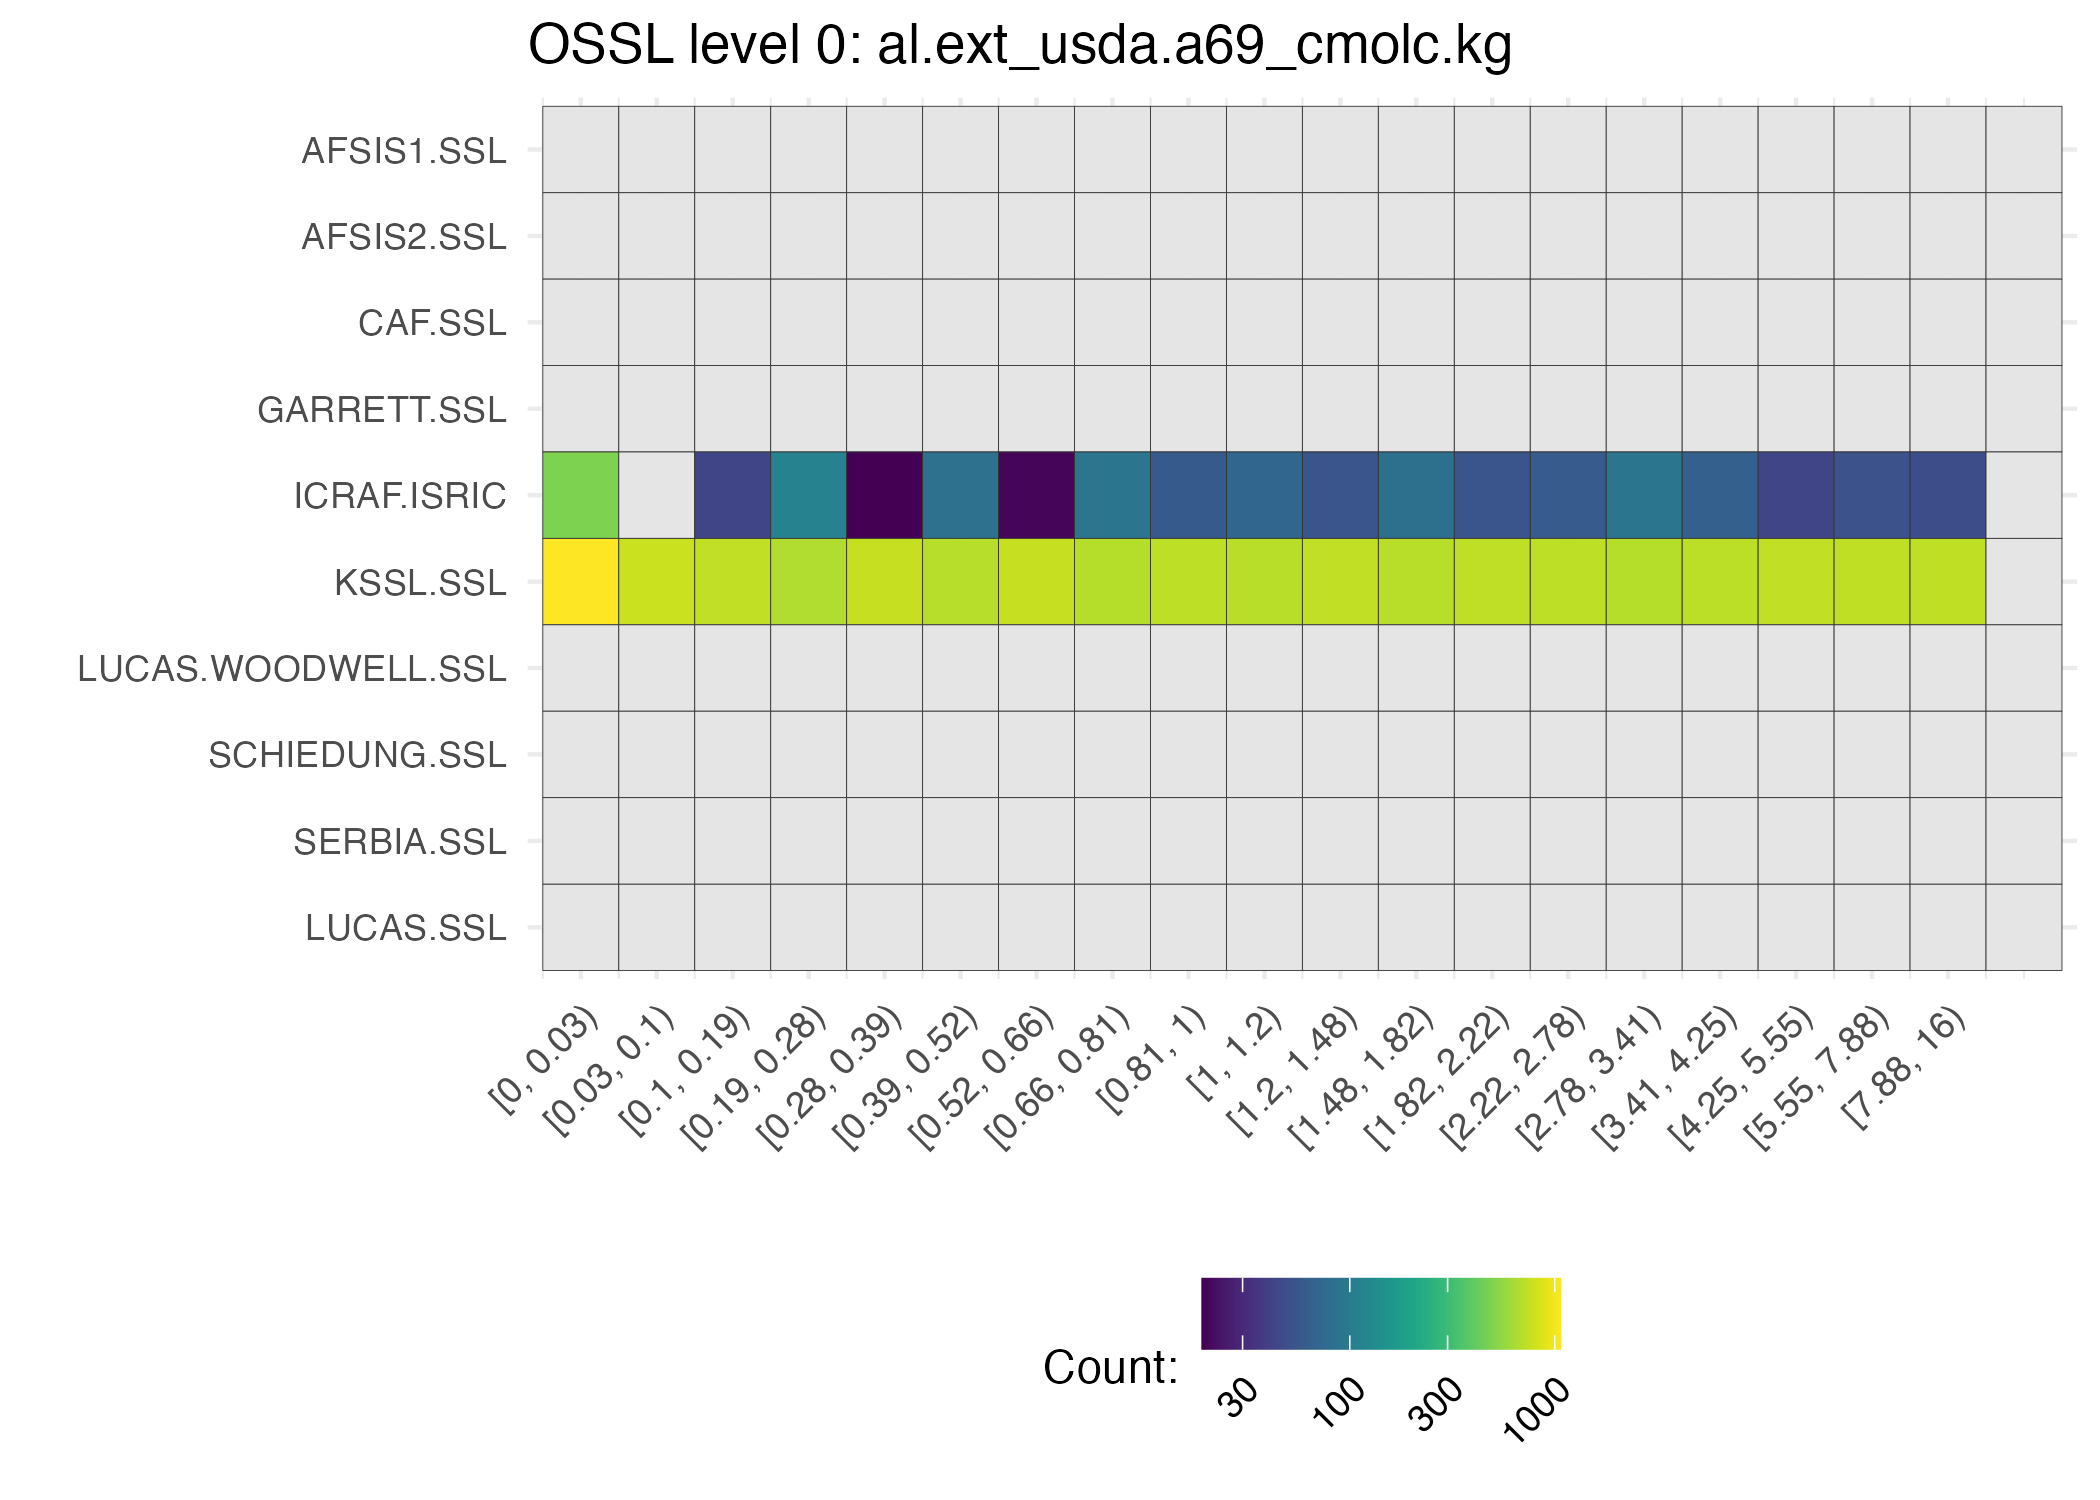 OSSL level 0: al.ext_usda.a69_cmolc.kg
AFSIS1.SSL
AFSIS2.SSL
CAF.SSL
GARRETT.SSL
ICRAF.ISRIC
KSSL.SSL
LUCAS.WOODWELL.SSL
SCHIEDUNG.SSL
SERBIA.SSL
LUCAS.SSL
[0, 0.03)
[0.03, 0.1)
[0.1, 0.19)
[0.19, 0.28)
[0.28, 0.39)
[0.39, 0.52)
[0.52, 0.66)
[0.66, 0.81)
[0.81, 1)
[1, 1.2)
[1.2, 1.48)
[1.48, 1.82)
[1.82, 2.22)
[2.22, 2.78)
[2.78, 3.41)
[3.41, 4.25)
[4.25, 5.55)
[5.55, 7.88)
[7.88, 16)
Count:
30
100
300
1000